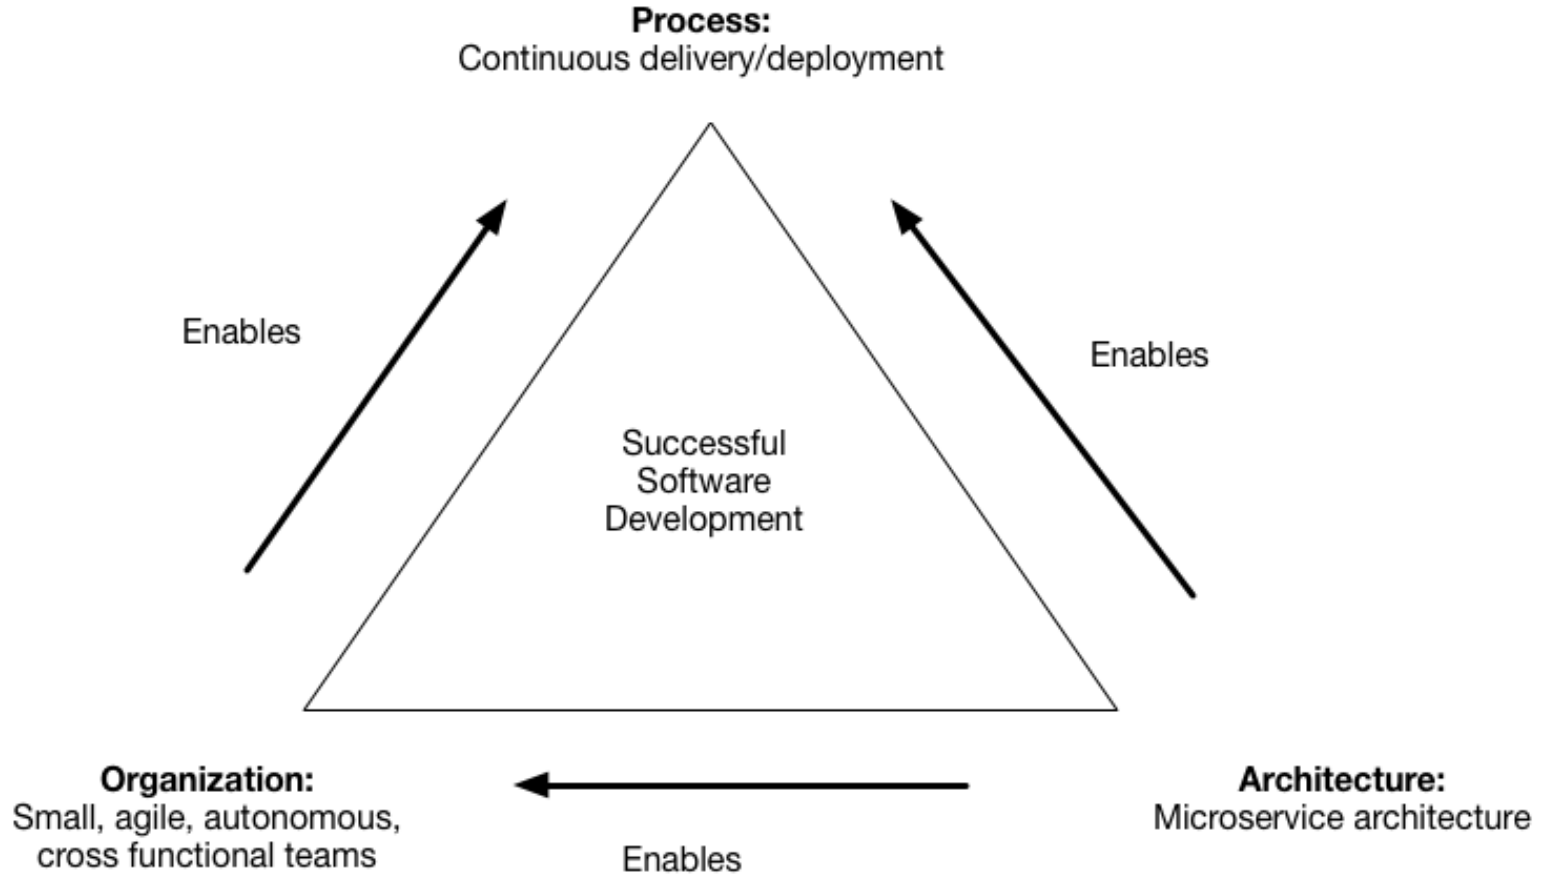 Process:
Continuous delivery/deployment
Enables
Enables
Successful
Software
Development
Organization:
Small, agile, autonomous,
cross functional teams
Enables
Architecture:
Microservice architecture